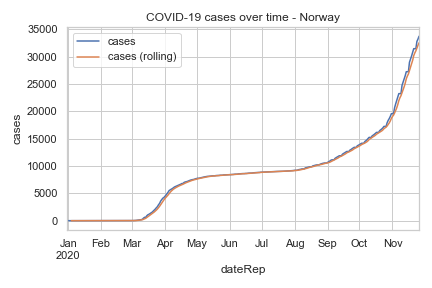 COVID-19 cases over time - Norway
cases
cases (rolling)
35000
30000
25000
20000
15000
10000
5000
0
cases
Jan Feb Mar Apr May Jun Jul Aug Sep Oct Nov
2020
dateRep